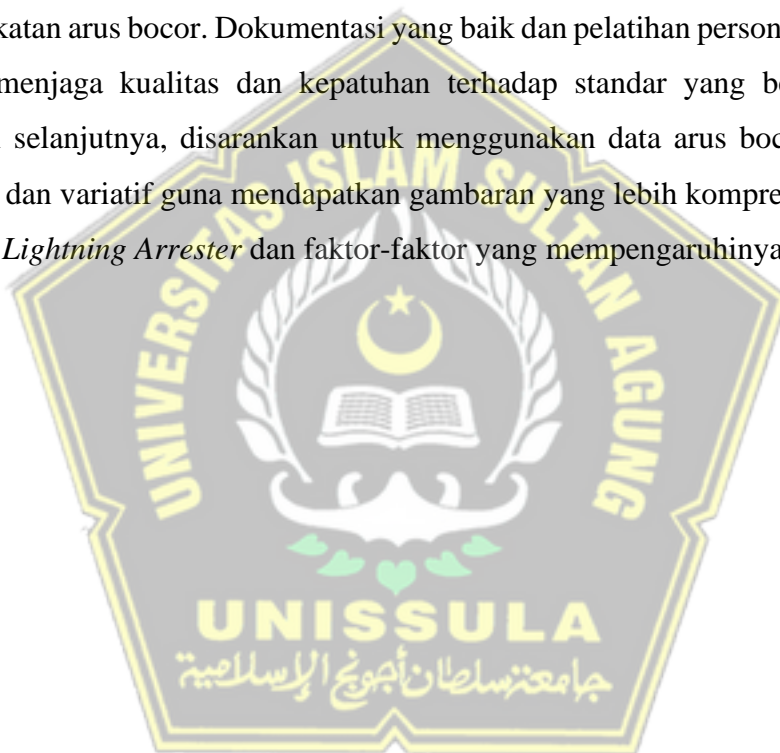 katan arus bocor. Dokumentasi yang baik dan pelatihan person
menjaga kualitas dan kepatuhan terhadap standar yang be
selanjutnya, disarankan untuk menggunakan data arus boc
dan variatif guna mendapatkan gambaran yang lebih kompre
Lightning Arrester dan faktor-faktor yang mempengaruhinya
UNIVERSITAS ISLAM SULTAN AGUNG
UNISSULA
جامعة سلطان أجونج الإسلامية